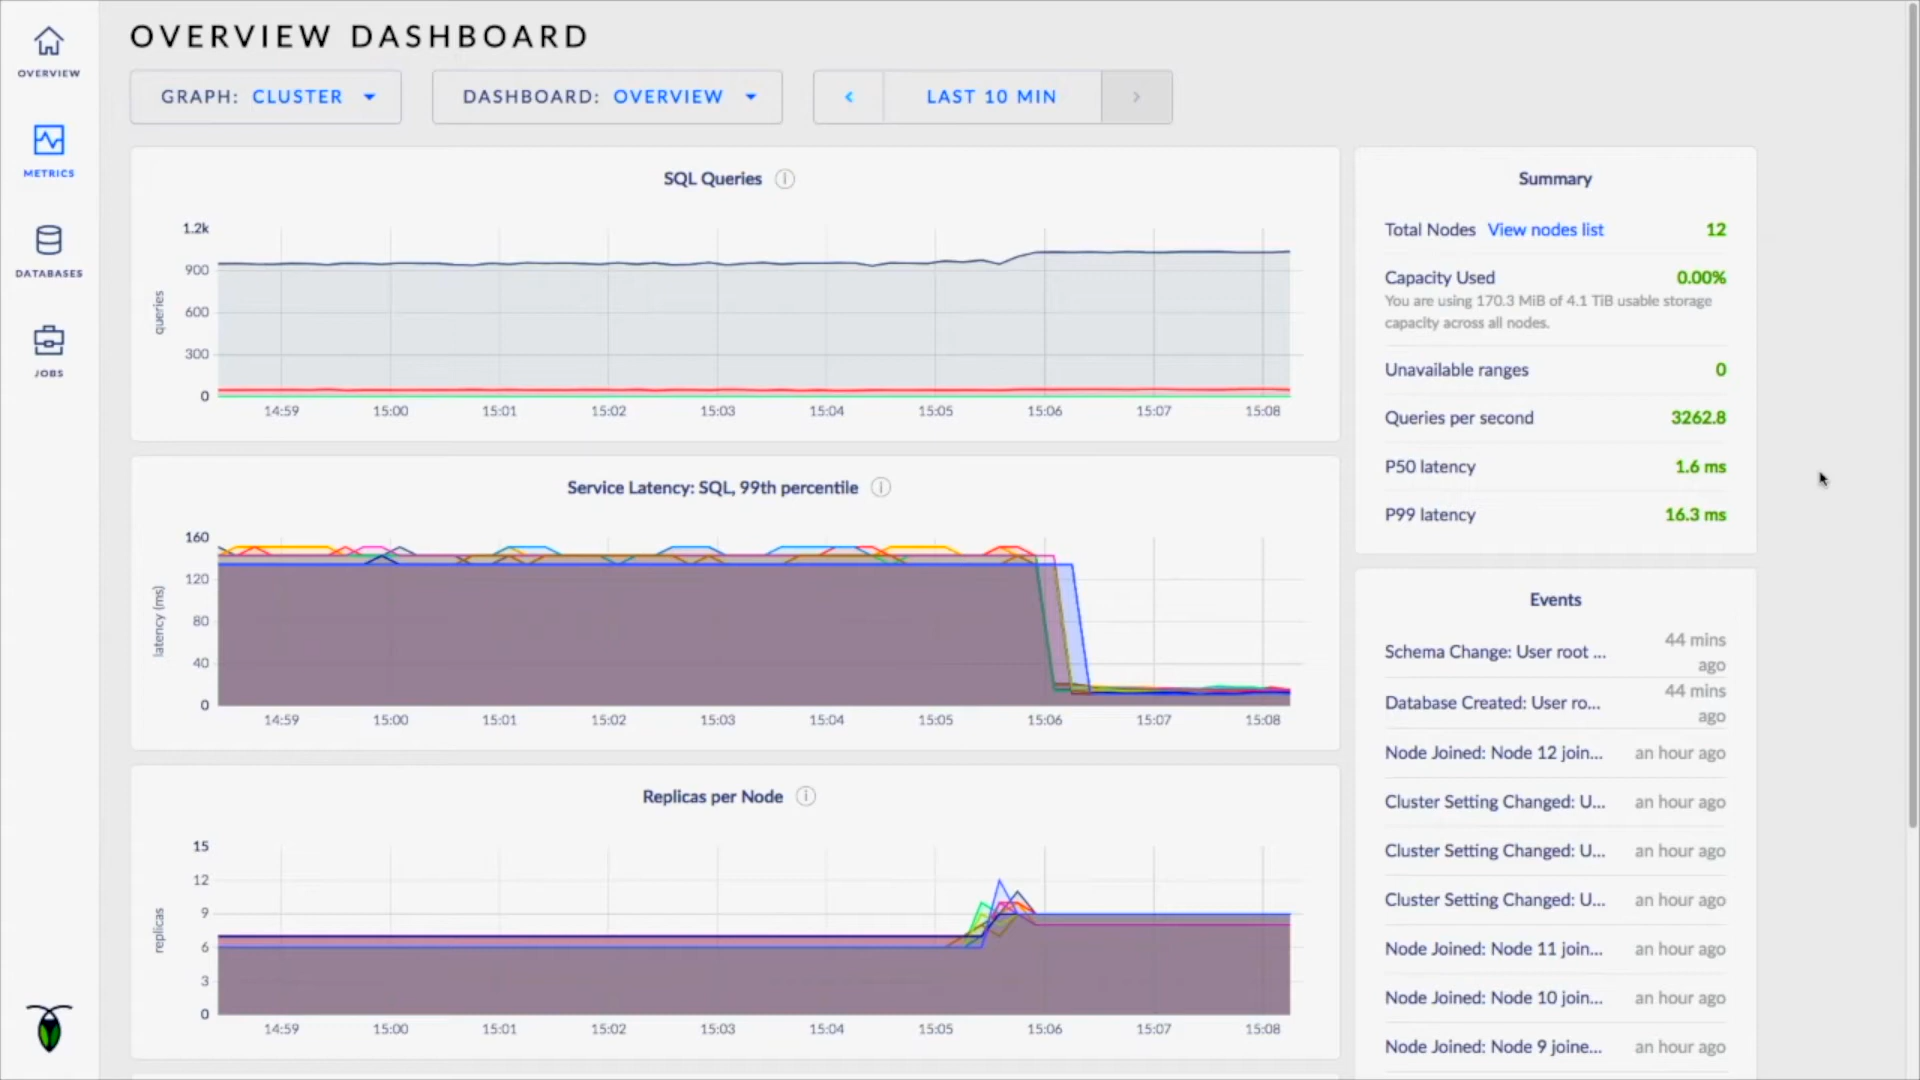 OVERVIEW DASHBOARD
OVERVIEW
METRICS
DATABASES
JOBS
GRAPH: CLUSTER
DASHBOARD: OVERVIEW
LAST 10 MIN
SQL Queries
queries
1.2k
900
600
300
0
14:59 15:00 15:01 15:02 15:03 15:04 15:05 15:06 15:07 15:08
Service Latency: SQL, 99th percentile
latency (ms)
160
120
80
40
0
14:59 15:00 15:01 15:02 15:03 15:04 15:05 15:06 15:07 15:08
Replicas per Node
replicas
15
12
9
6
3
0
14:59 15:00 15:01 15:02 15:03 15:04 15:05 15:06 15:07 15:08
Summary
Total Nodes View nodes list 12
Capacity Used 0.00%
You are using 170.3 MiB of 4.1 TiB usable storage
capacity across all nodes.
Unavailable ranges 0
Queries per second 3262.8
P50 latency 1.6 ms
P99 latency 16.3 ms
Events
Schema Change: User root ... 44 mins
ago
Database Created: User ro... 44 mins
ago
Node Joined: Node 12 join... an hour ago
Cluster Setting Changed: U... an hour ago
Cluster Setting Changed: U... an hour ago
Cluster Setting Changed: U... an hour ago
Node Joined: Node 11 join... an hour ago
Node Joined: Node 10 join... an hour ago
Node Joined: Node 9 joine... an hour ago